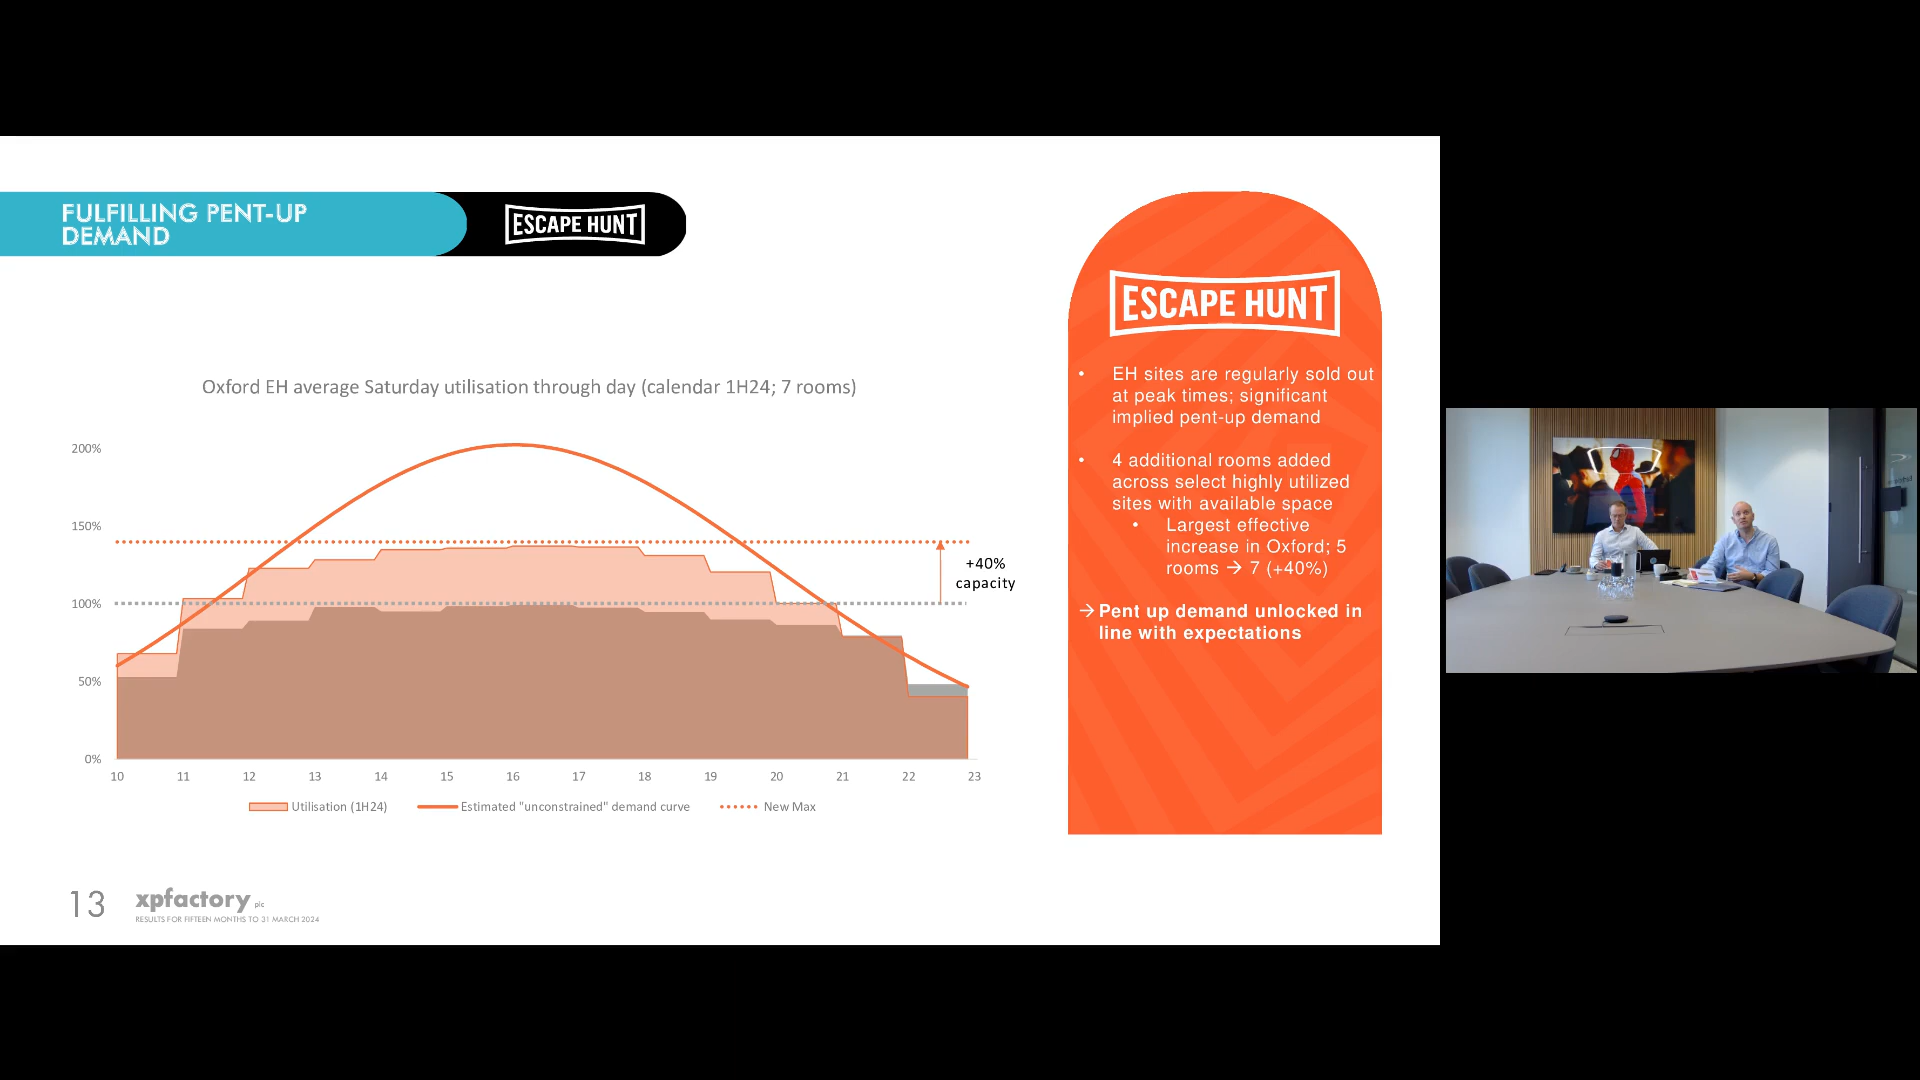 FULFILLING PENT-UP
DEMAND
ESCAPE HUNT
ESCAPE HUNT
• EH sites are regularly sold out
at peak times; significant
implied pent-up demand
• 4 additional rooms added
across select highly utilized
sites with available space
• Largest effective
increase in Oxford; 5
rooms → 7 (+40%)
→ Pent up demand unlocked in
line with expectations
Oxford EH average Saturday utilisation through day (calendar 1H24; 7 rooms)
200%
150%
100%
50%
0%
+40%
capacity
10 11 12 13 14 15 16 17 18 19 20 21 22 23
Utilisation (1H24) Estimated "unconstrained" demand curve New Max
13
xpfactory plc
RESULTS FOR FIFTEEN MONTHS TO 31 MARCH 2024